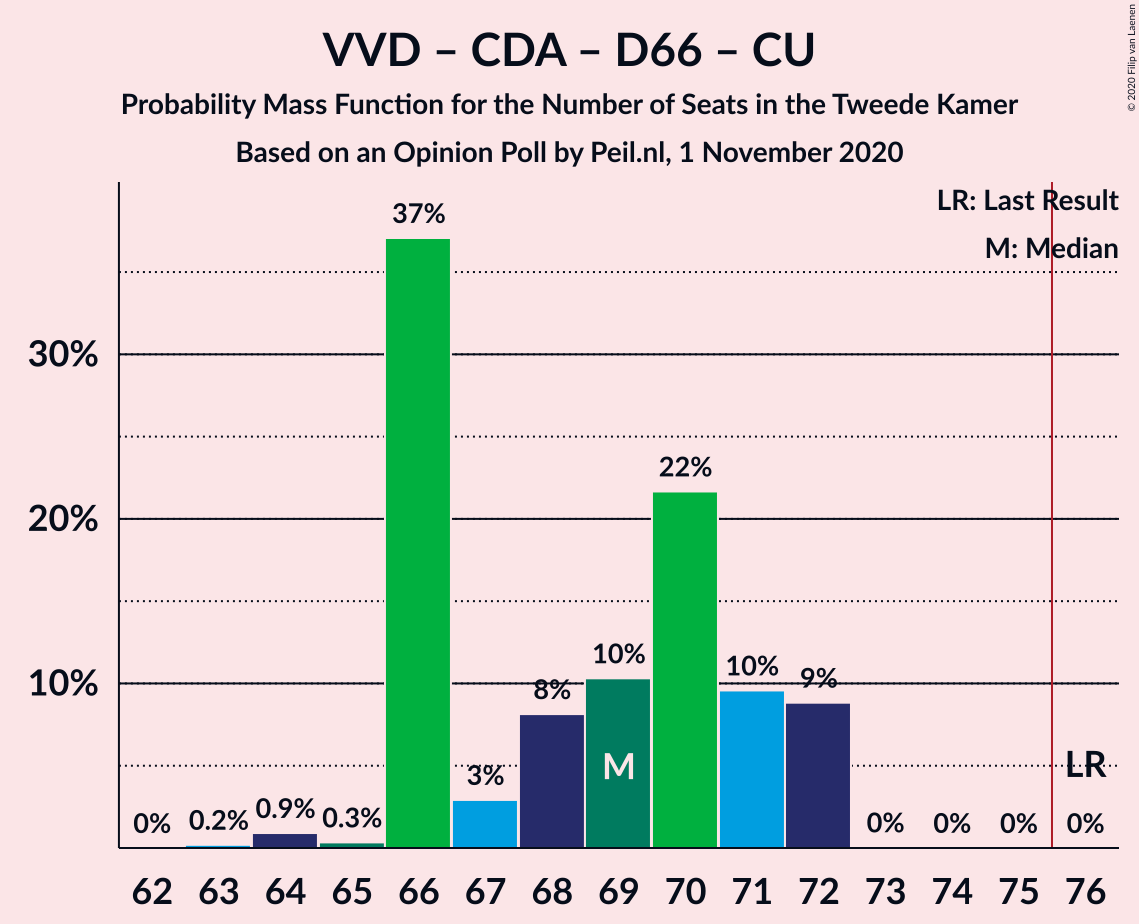 VVD – CDA – D66 – CU
Probability Mass Function for the Number of Seats in the Tweede Kamer
Based on an Opinion Poll by Peil.nl, 1 November 2020
© 2020 Filip van Laenen
LR: Last Result
M: Median
37%
30%
22%
20%
10%
10%
10%
9%
8%
M
LR
3%
0%
0.2%
0.9%
0.3%
0%
0%
0%
0%
62 63 64 65 66 67 68 69 70 71 72 73 74 75 76